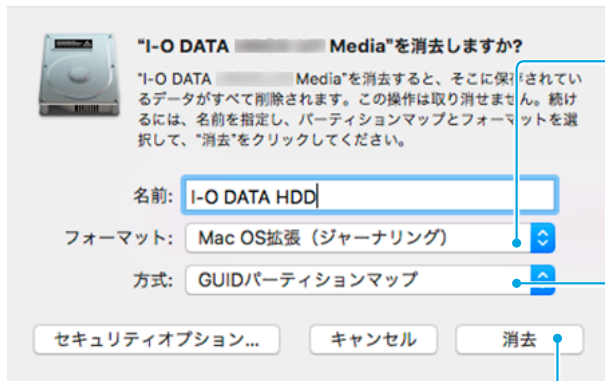 "I-O DATA Media"を消去しますか?
"I-O DATA Media"を消去すると、そこに保存されてい
るデータがすべて削除されます。この操作は取り消せません。続け
るには、名前を指定し、パーティションマップとフォーマットを選
択して、"消去"をクリックしてください。
名前: I-O DATA HDD
フォーマット: Mac OS拡張（ジャーナリング）
方式: GUIDパーティションマップ
セキュリティオプション... キャンセル 消去